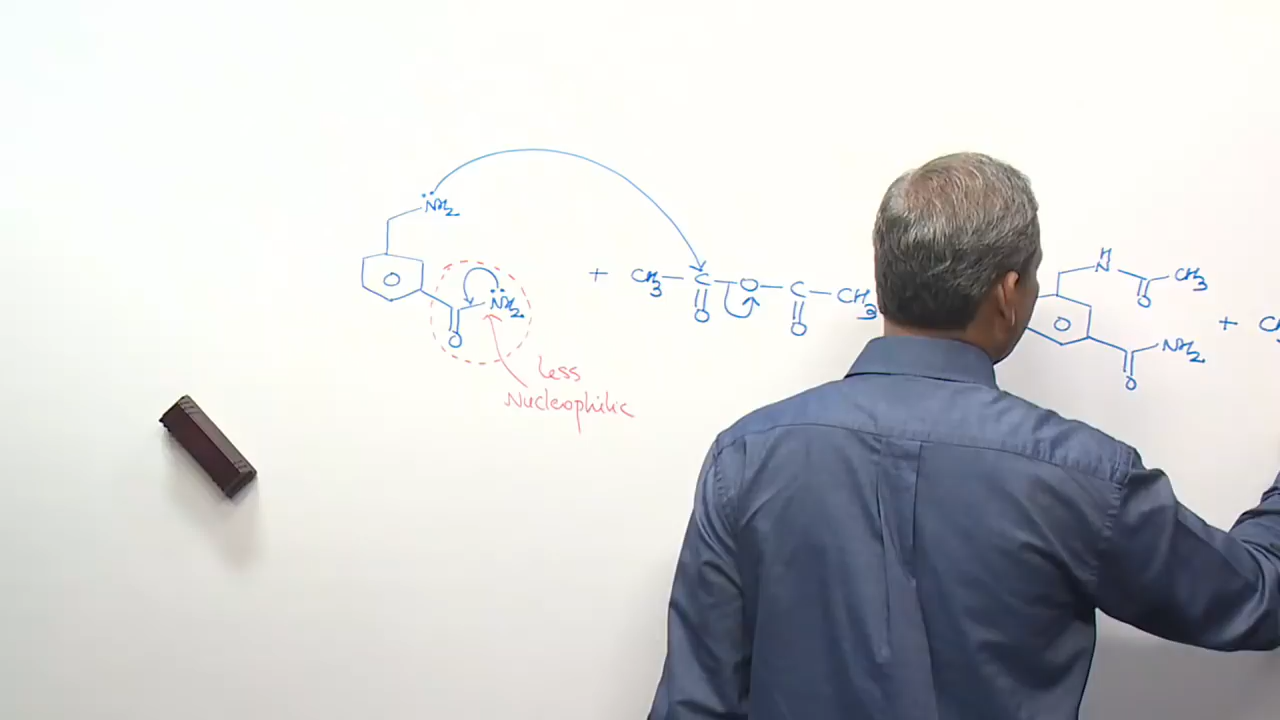 NH2
NH2
O
Less
Nucleophilic
+ CH3 — C — O — C — CH3
O O
H
N CH3
O
NH2
O
+